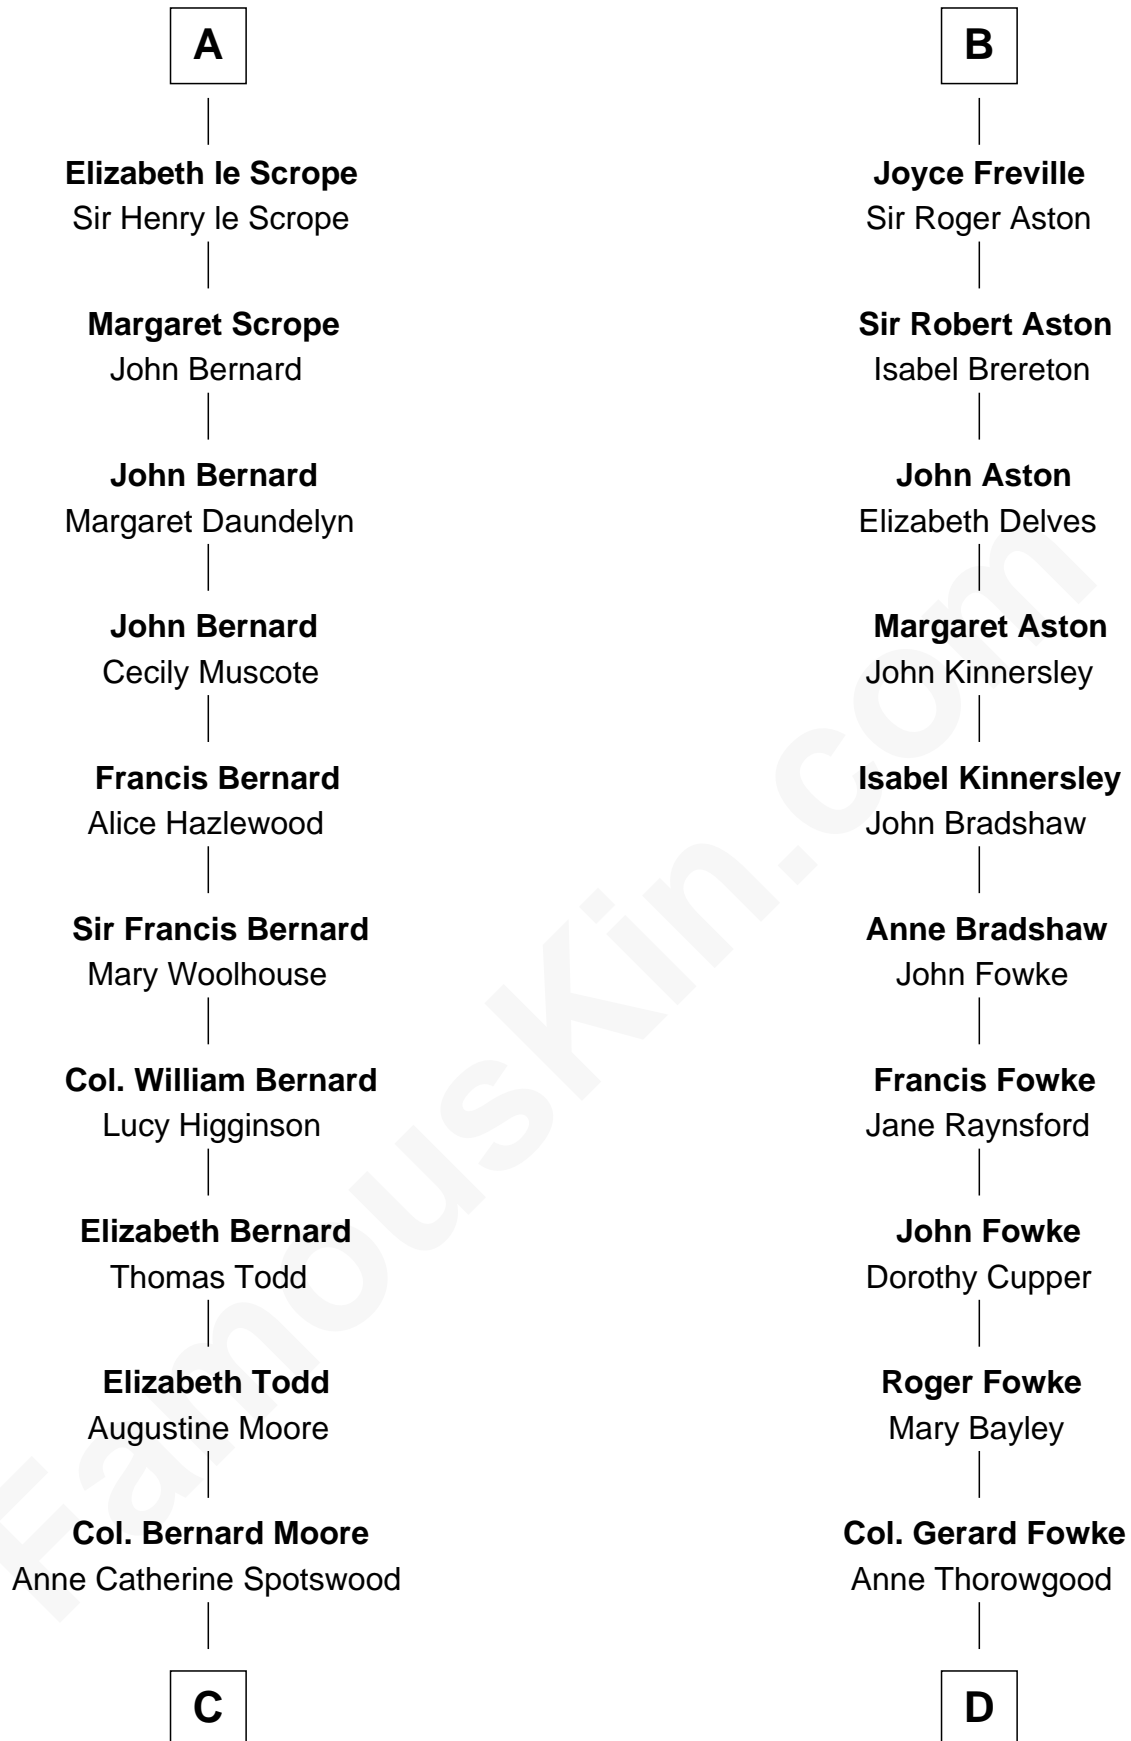 A
Elizabeth le Scrope
Sir Henry le Scrope
Margaret Scrope
John Bernard
John Bernard
Margaret Daundelyn
John Bernard
Cecily Muscote
Francis Bernard
Alice Hazlewood
Sir Francis Bernard
Mary Woolhouse
Col. William Bernard
Lucy Higginson
Elizabeth Bernard
Thomas Todd
Elizabeth Todd
Augustine Moore
Col. Bernard Moore
Anne Catherine Spotswood
C
B
Joyce Freville
Sir Roger Aston
Sir Robert Aston
Isabel Brereton
John Aston
Elizabeth Delves
Margaret Aston
John Kinnersley
Isabel Kinnersley
John Bradshaw
Anne Bradshaw
John Fowke
Francis Fowke
Jane Raynsford
John Fowke
Dorothy Cupper
Roger Fowke
Mary Bayley
Col. Gerard Fowke
Anne Thorowgood
D
FamousKin.com